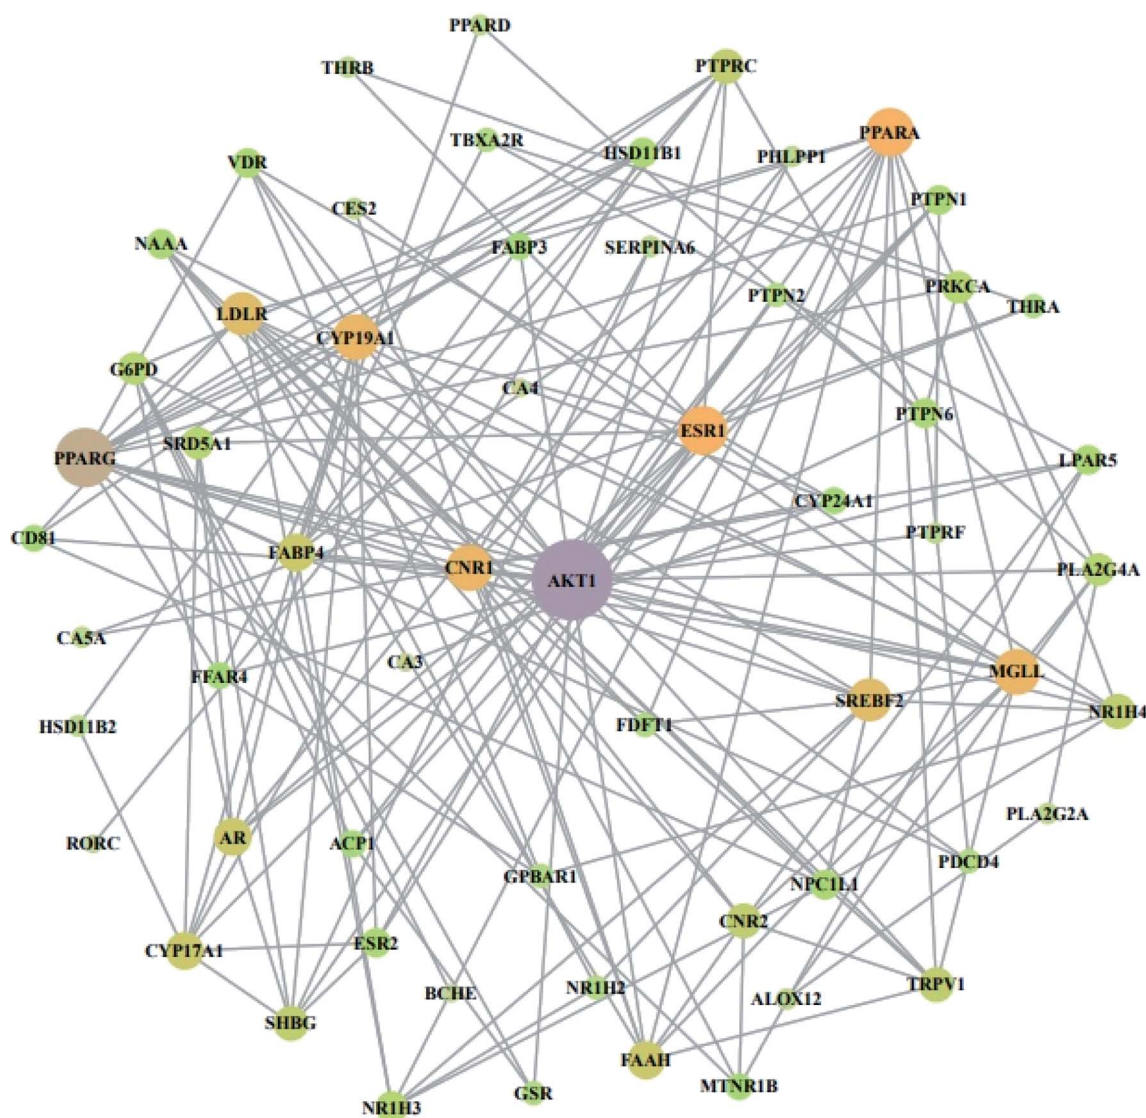 PPARD
THRB
PTPRC
PPARA
TBXA2R
HSD11B1
PHLPP1
VDR
PTPN1
CES2
NAAA
FABP3
SERPINA6
PTPN2
PRKCA
THRA
LDLR
CYP19A1
G6PD
CA4
PTPN6
ESR1
SRD5A1
PPARG
LPAR5
CYP24A1
PTPRF
CD81
FABP4
CNR1
AKT1
PLA2G4A
CA5A
CA3
FFAR4
MGLL
SREBF2
NR1H4
HSD11B2
FDFT1
PLA2G2A
RORC
AR
ACP1
PDCD4
GPBAR1
NPC1L1
CNR2
CYP17A1
ESR2
TRPV1
BCHE
NR1H2
ALOX12
SHBG
FAAH
MTNR1B
GSR
NR1H3